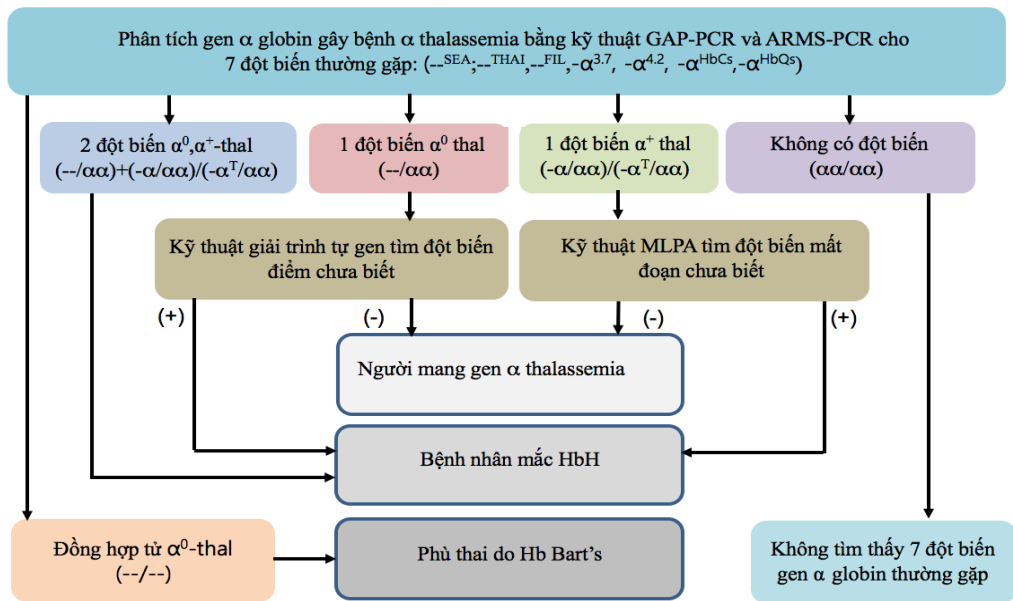 Phân tích gen α globin gây bệnh α thalassemia bằng kỹ thuật GAP-PCR và ARMS-PCR cho
7 đột biến thường gặp: (--ˢᴱᴬ;--ᵀᴴᴬᴵ,--ᶠᴵᴸ,-α³·⁷, -α⁴·², -αᴴᵇᶜˢ,-αᴴᵇQˢ)
2 đột biến α⁰,α⁺-thal
(--/αα)+(-α/αα)/(-αᵀ/αα)
1 đột biến α⁰ thal
(--/αα)
1 đột biến α⁺ thal
(-α/αα)/(-αᵀ/αα)
Không có đột biến
(αα/αα)
Kỹ thuật giải trình tự gen tìm đột biến
điểm chưa biết
Kỹ thuật MLPA tìm đột biến mất
đoạn chưa biết
(+)
(-)
(-)
(+)
Người mang gen α thalassemia
Bệnh nhân mắc HbH
Đồng hợp tử α⁰-thal
(--/--)
Phù thai do Hb Bart’s
Không tìm thấy 7 đột biến
gen α globin thường gặp